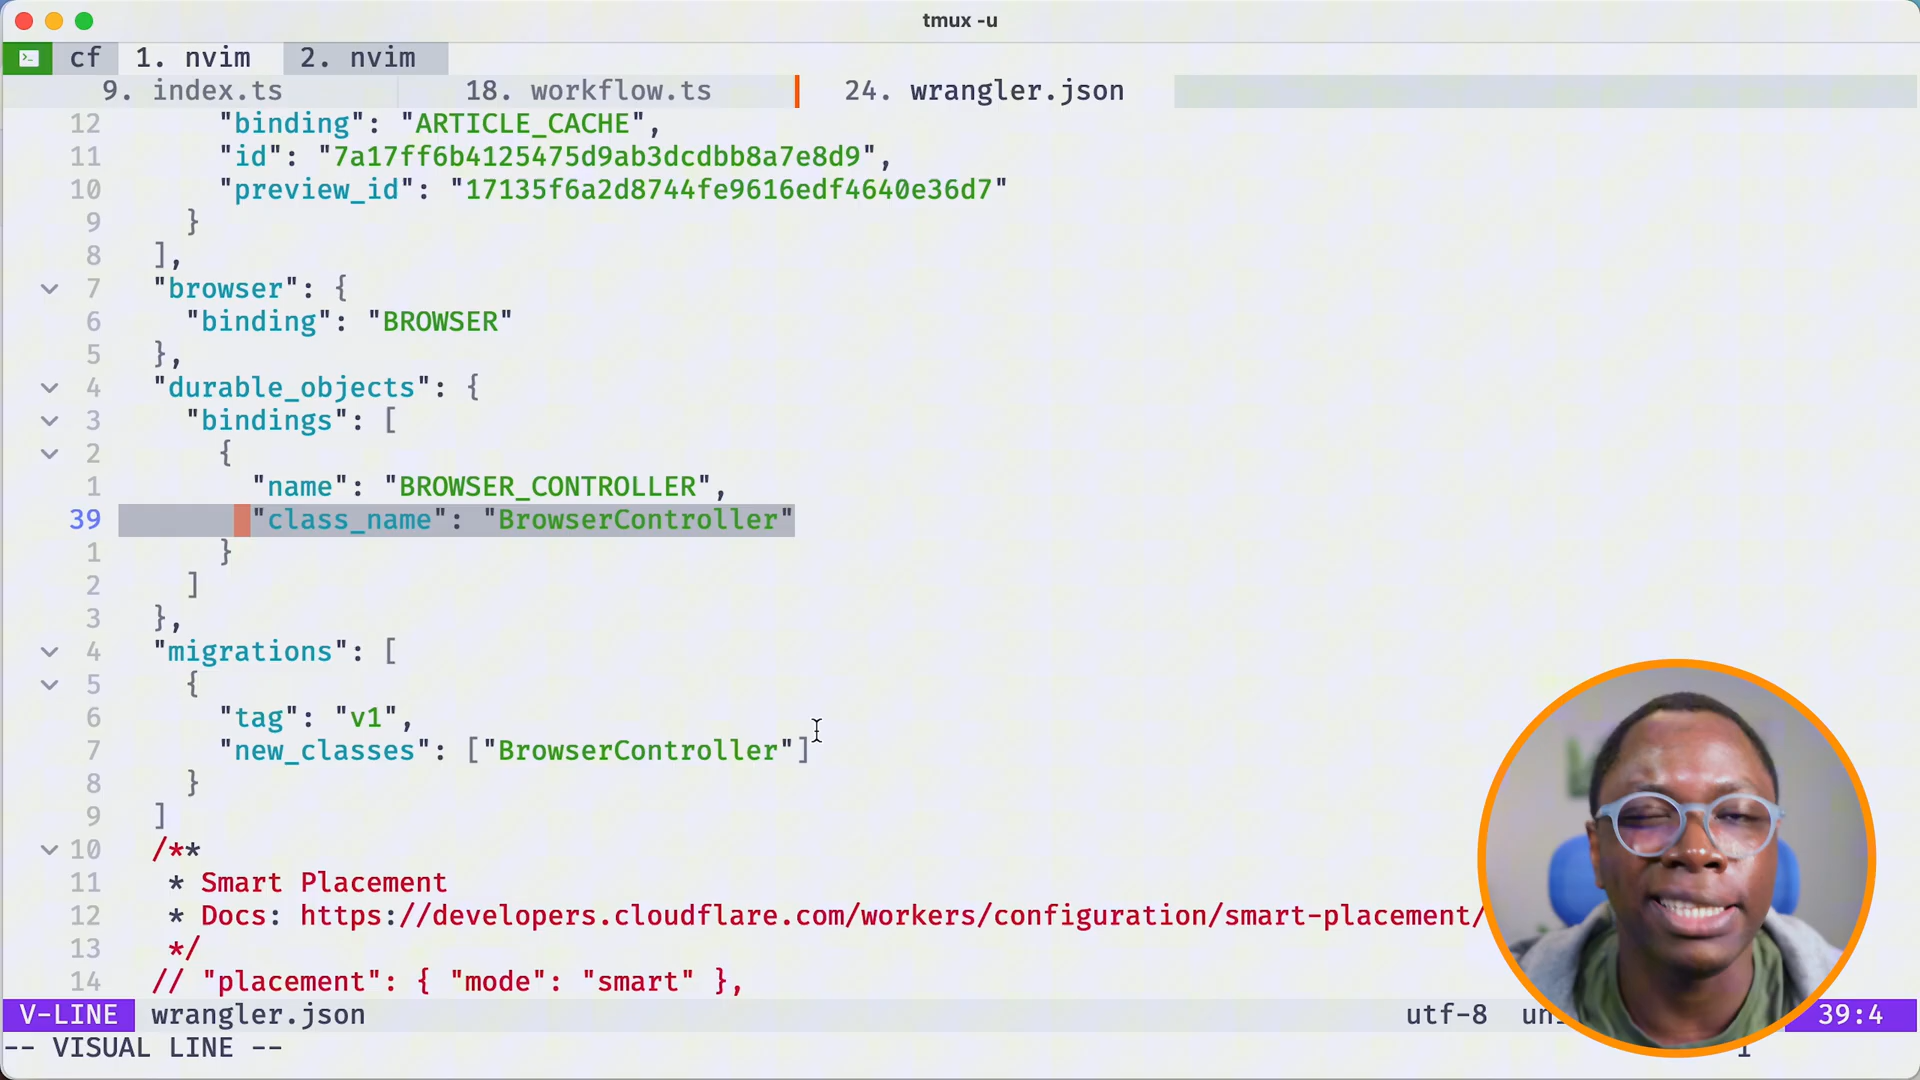 tmux -u
cf 1. nvim 2. nvim
9. index.ts 18. workflow.ts 24. wrangler.json
12 "binding": "ARTICLE_CACHE",
11 "id": "7a17ff6b4125475d9ab3dcdbb8a7e8d9",
10 "preview_id": "17135f6a2d8744fe9616edf4640e36d7"
9 }
8 ],
7 "browser": {
6 "binding": "BROWSER"
5 },
4 "durable_objects": {
3 "bindings": [
2 {
1 "name": "BROWSER_CONTROLLER",
39 "class_name": "BrowserController"
1 }
2 ]
3 },
4 "migrations": [
5 {
6 "tag": "v1",
7 "new_classes": ["BrowserController"]
8 }
9 ]
10 /**
11 * Smart Placement
12 * Docs: https://developers.cloudflare.com/workers/configuration/smart-placement/
13 */
14 // "placement": { "mode": "smart" },
V-LINE wrangler.json utf-8 39:4
-- VISUAL LINE -- 1